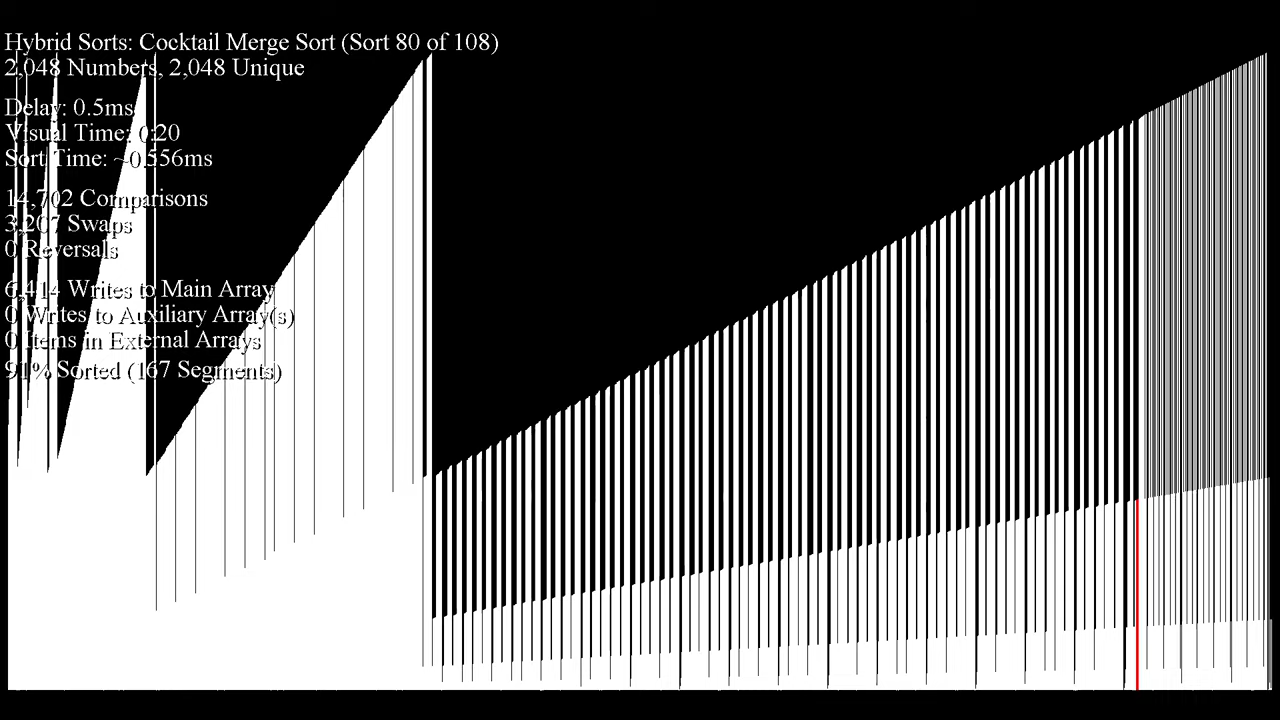 Hybrid Sorts: Cocktail Merge Sort (Sort 80 of 108)
2,048 Numbers, 2,048 Unique
Delay: 0.5ms
Visual Time: 0:20
Sort Time: ~0.556ms
14,702 Comparisons
3,207 Swaps
0 Reversals
6,414 Writes to Main Array
0 Writes to Auxiliary Array(s)
0 Items in External Arrays
91% Sorted (167 Segments)